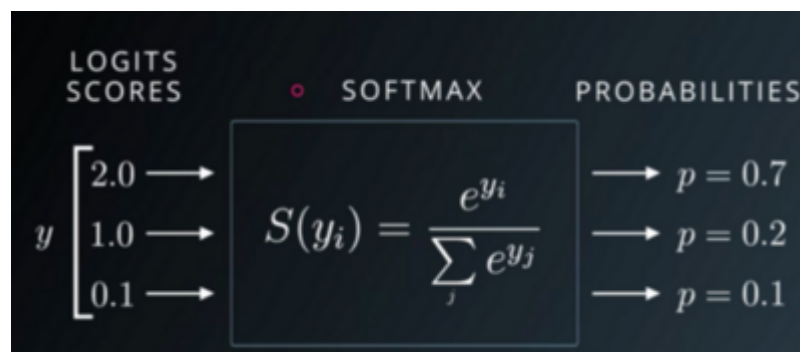 LOGITS
SCORES
SOFTMAX
PROBABILITIES
y
2.0
1.0
0.1
S(y_i) = e^{y_i} / \sum_j e^{y_j}
p = 0.7
p = 0.2
p = 0.1